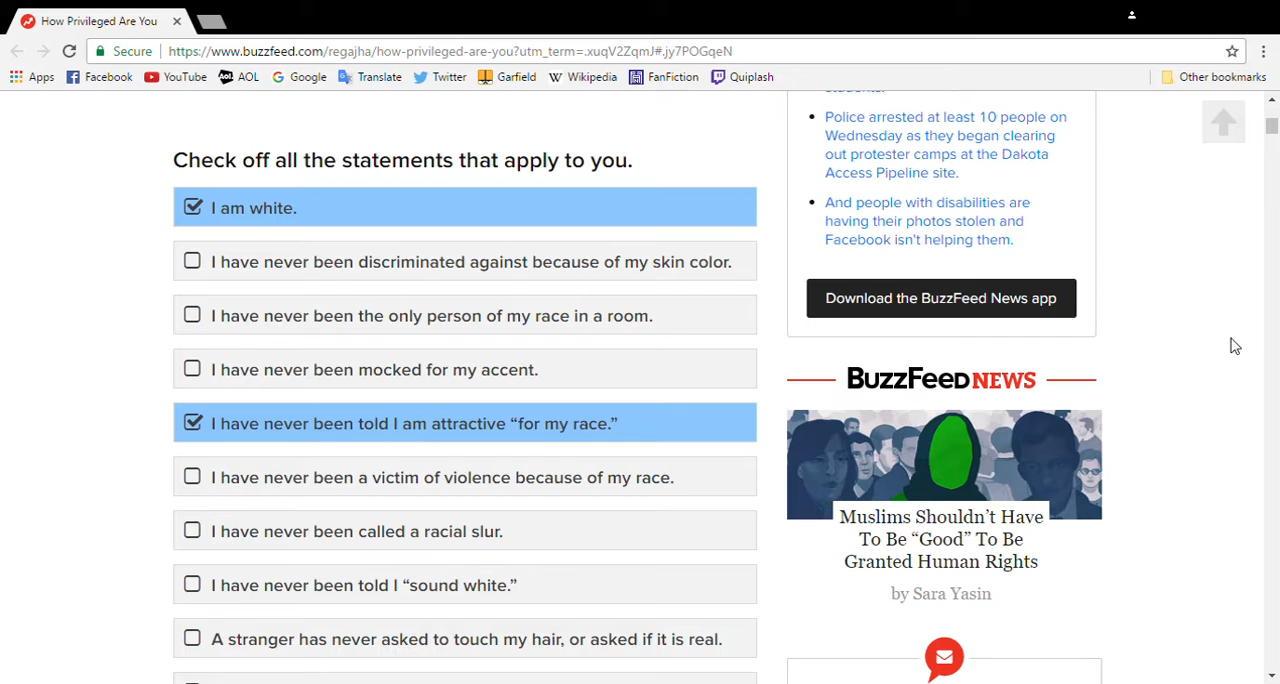 How Privileged Are You
Secure
https://www.buzzfeed.com/regajha/how-privileged-are-you?utm_term=.xuqV2ZqmJ#.jy7POGqeN
Apps
Facebook
YouTube
Aol.
AOL
Google
Translate
Twitter
Garfield
W
Wikipedia
FanFiction
Quiplash
Other bookmarks
Check off all the statements that apply to you.
I am white.
I have never been discriminated against because of my skin color.
I have never been the only person of my race in a room.
I have never been mocked for my accent.
I have never been told I am attractive “for my race.”
I have never been a victim of violence because of my race.
I have never been called a racial slur.
I have never been told I “sound white.”
A stranger has never asked to touch my hair, or asked if it is real.
students.
Police arrested at least 10 people on
Wednesday as they began clearing
out protester camps at the Dakota
Access Pipeline site.
And people with disabilities are
having their photos stolen and
Facebook isn't helping them.
Download the BuzzFeed News app
BuzzFeed NEWS
Muslims Shouldn’t Have
To Be “Good” To Be
Granted Human Rights
by Sara Yasin